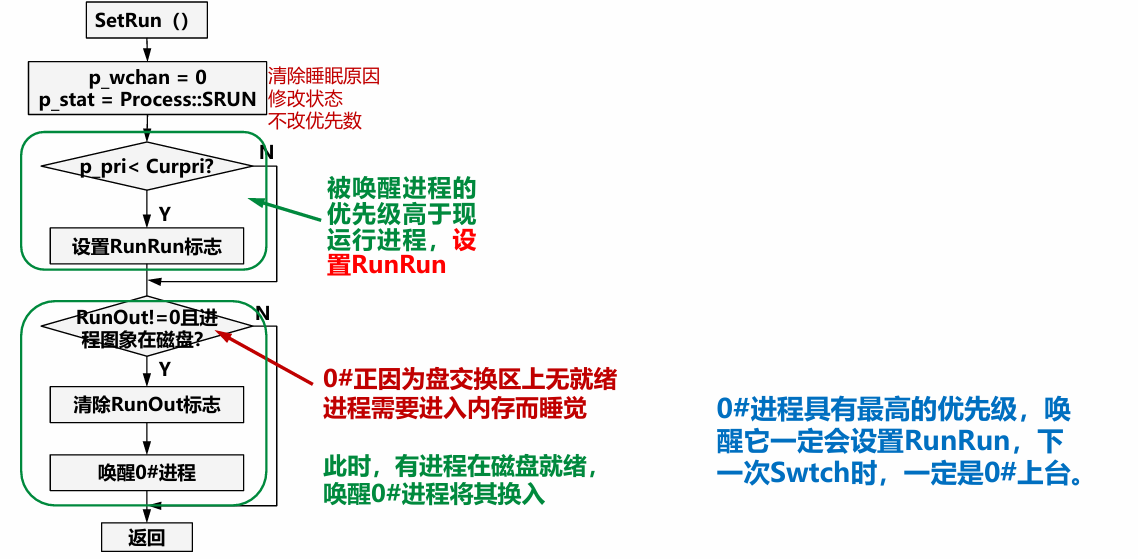 SetRun（）
p_wchan = 0
p_stat = Process::SRUN
清除睡眠原因
修改状态
不改优先数
p_pri< Curpri?
N
Y
设置RunRun标志
被唤醒进程的
优先级高于现
运行进程，设
置RunRun
RunOut!=0且进
程图象在磁盘?
N
Y
清除RunOut标志
唤醒0#进程
返回
0#正因为盘交换区上无就绪
进程需要进入内存而睡觉
此时，有进程在磁盘就绪，
唤醒0#进程将其换入
0#进程具有最高的优先级，唤
醒它一定会设置RunRun，下
一次Swtch时，一定是0#上台。